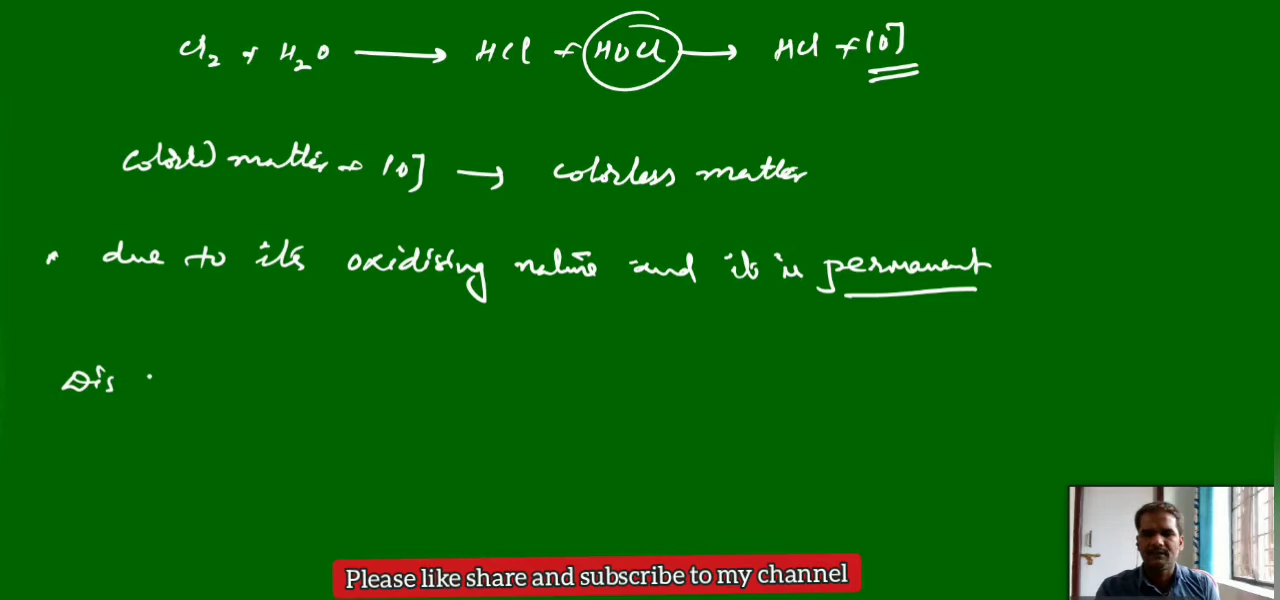 Cl₂ + H₂O ⟶ HCl + HOCl ⟶ HCl + [O]
colored matter + [O] → colorless matter
* due to its oxidising nature and it is permanent
Dis
Please like share and subscribe to my channel